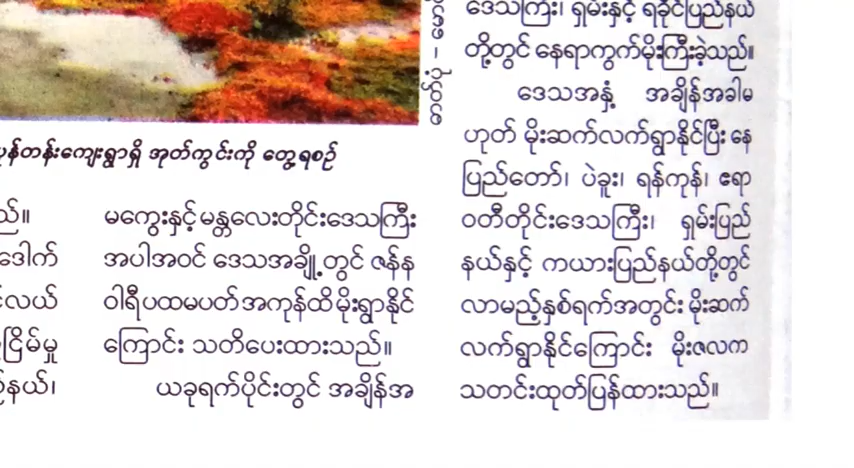 ပုန်တန်းကျေးရွာရှိ အုတ်ကွင်းကို တွေ့ရစဉ်
သည်။
ဒေါက်
လယ်
ငြိမ်မှု
နယ်၊
မကွေးနှင့် မန္တလေးတိုင်းဒေသကြီး
အပါအဝင် ဒေသအချို့တွင် ဇန်န
ဝါရီပထမပတ်အကုန်ထိ မိုးရွာနိုင်
ကြောင်း သတိပေးထားသည်။
ယခုရက်ပိုင်းတွင် အချိန်အ
ဒေသကြီး၊ ရှမ်းနှင့် ရခိုင်ပြည်နယ်
တို့တွင် နေရာကွက်မိုးကြီးခဲ့သည်။
ဒေသအနှံ့ အချိန်အခါမ
ဟုတ် မိုးဆက်လက်ရွာနိုင်ပြီး နေ
ပြည်တော်၊ ပဲခူး၊ ရန်ကုန်၊ ဧရာ
ဝတီတိုင်းဒေသကြီး၊ ရှမ်းပြည်
နယ်နှင့် ကယားပြည်နယ်တို့တွင်
လာမည့်နှစ်ရက်အတွင်း မိုးဆက်
လက်ရွာနိုင်ကြောင်း မိုးဇလက
သတင်းထုတ်ပြန်ထားသည်။